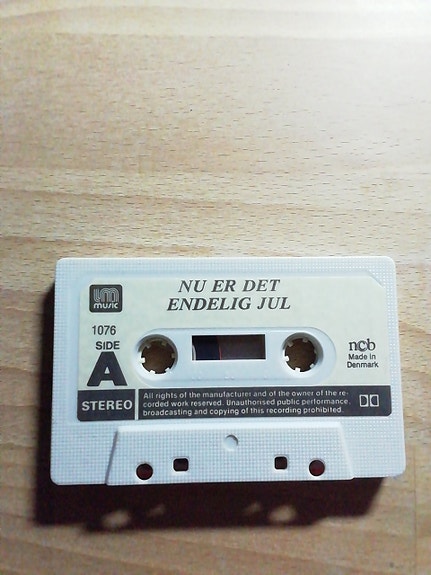 NU ER DET
ENDELIG JUL
music
1076
SIDE
A
ncb
Made in
Denmark
STEREO
All rights of the manufacturer and of the owner of the re-
corded work reserved. Unauthorised public performance,
broadcasting and copying of this recording prohibited.